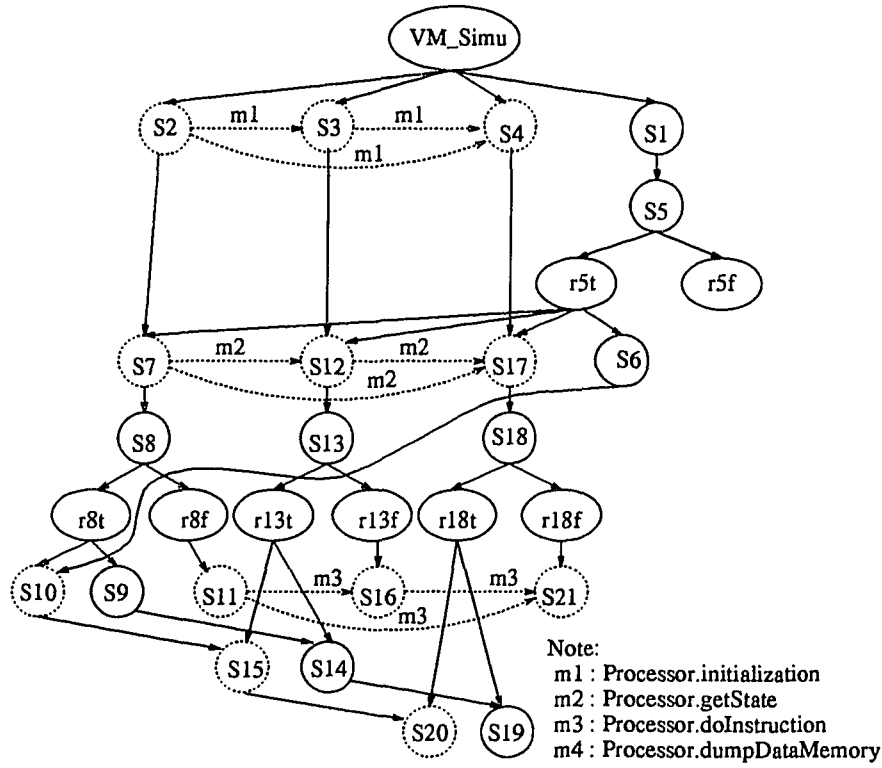 VM_Simu
S2
m1
S3
m1
S4
S1
m1
S5
r5t
r5f
S7
m2
S12
m2
S17
S6
m2
S8
S13
S18
r8t
r8f
r13t
r13f
r18t
r18f
S10
S9
S11
m3
S16
m3
S21
m3
S15
S14
S20
S19
Note:
m1 : Processor.initialization
m2 : Processor.getState
m3 : Processor.doInstruction
m4 : Processor.dumpDataMemory